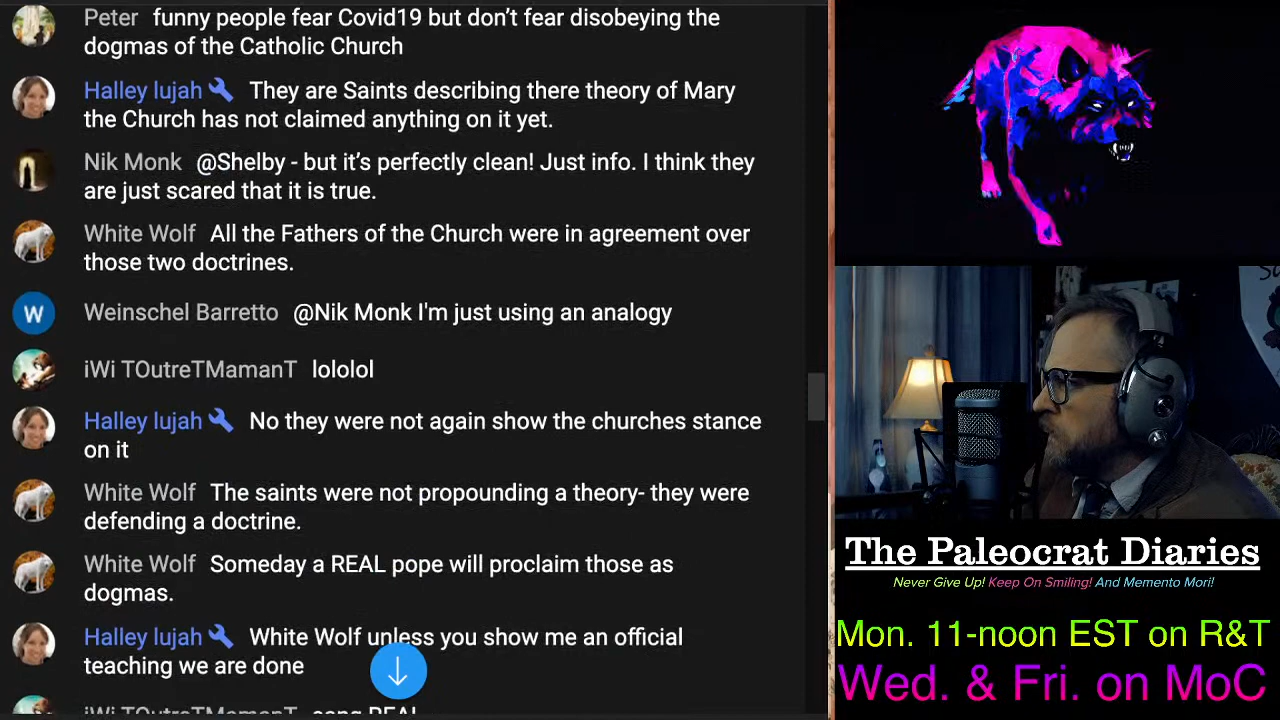 Peter funny people fear Covid19 but don't fear disobeying the
dogmas of the Catholic Church
Halley lujah They are Saints describing there theory of Mary
the Church has not claimed anything on it yet.
Nik Monk @Shelby - but it's perfectly clean! Just info. I think they
are just scared that it is true.
White Wolf All the Fathers of the Church were in agreement over
those two doctrines.
W
Weinschel Barretto @Nik Monk I'm just using an analogy
iWi TOutreTMamanT lololol
Halley lujah No they were not again show the churches stance
on it
White Wolf The saints were not propounding a theory- they were
defending a doctrine.
White Wolf Someday a REAL pope will proclaim those as
dogmas.
Halley lujah White Wolf unless you show me an official
teaching we are done
iWi TOutreTMamanT
The Paleocrat Diaries
Never Give Up! Keep On Smiling! And Memento Mori!
Mon. 11-noon EST on R&T
Wed. & Fri. on MoC